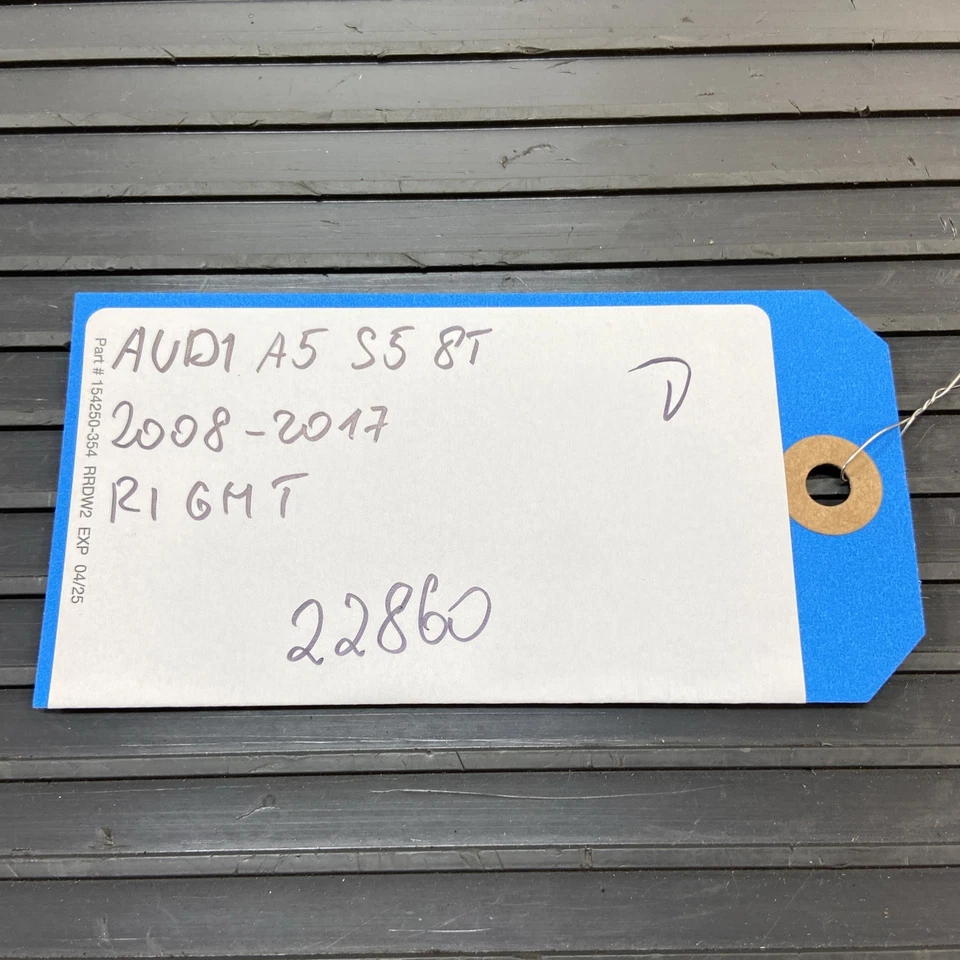 AUDI A5 S5 8T
D
2008-2017
RIGHT
22860
Part # 154250-354 RRDW2 EXP 04/25